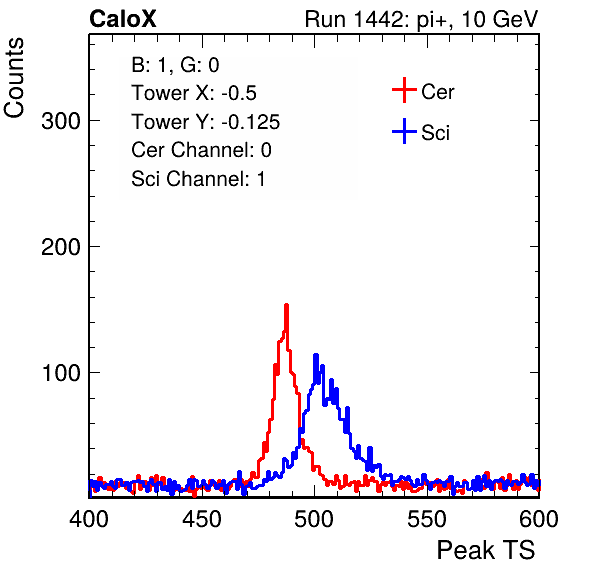 CaloX Run 1442: pi+, 10 GeV
Counts
B: 1, G: 0
Tower X: -0.5
Tower Y: -0.125
Cer Channel: 0
Sci Channel: 1
Cer
Sci
300
200
100
400 450 500 550 600
Peak TS